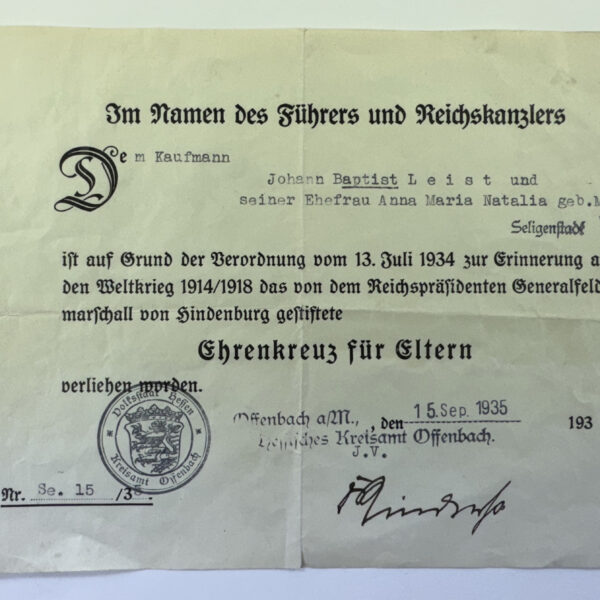 Im Namen des Führers und Reichskanzlers
Dem Kaufmann
Johann Baptist Leist und
seiner Ehefrau Anna Maria Natalia geb.M
Seligenstadt
ist auf Grund der Verordnung vom 13. Juli 1934 zur Erinnerung a
den Weltkrieg 1914/1918 das von dem Reichspräsidenten Generalfeld
marschall von Hindenburg gestiftete
Ehrenkreuz für Eltern
verliehen worden.
Volksstaat Hessen
Kreisamt Offenbach
Offenbach a/M., den 15. Sep. 1935 193
Hessisches Kreisamt Offenbach.
J.V.
Nr. Se. 15 /35.